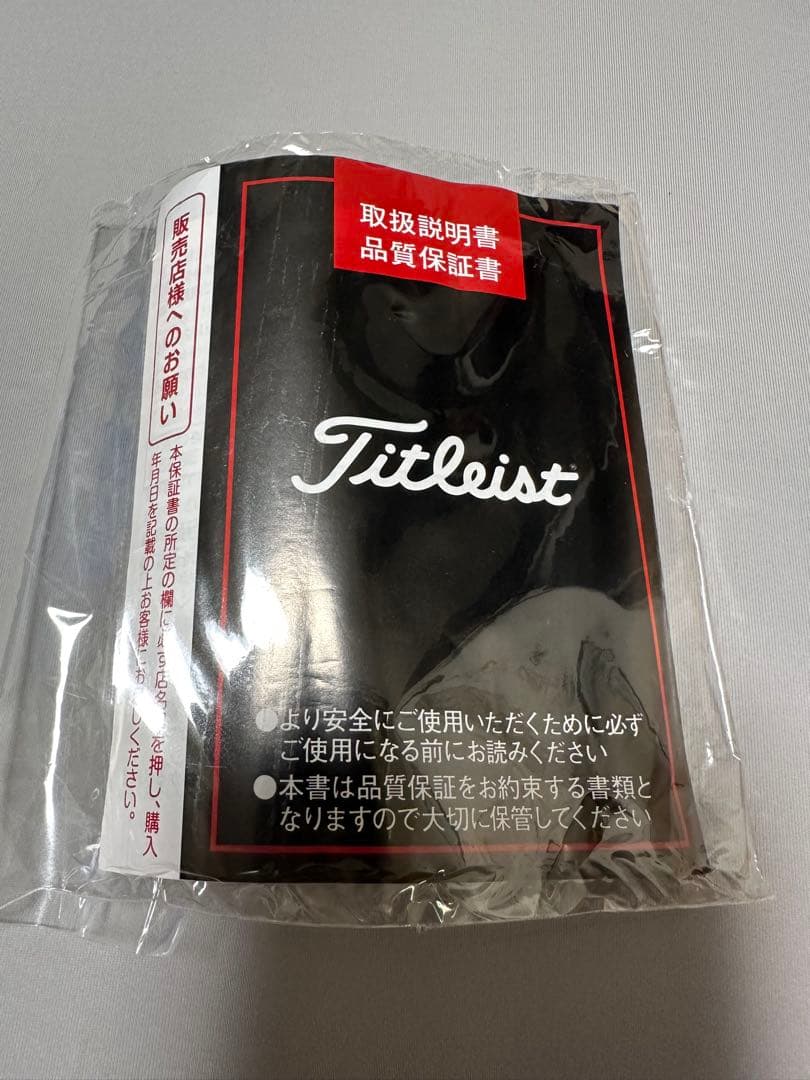 取扱説明書
品質保証書
Titleist
●より安全にご使用いただくために必ず
ご使用になる前にお読みください
●本書は品質保証をお約束する書類と
なりますので大切に保管してください
販売店様へのお願い
本保証書の所定の欄に必ず店名を押し、購入
年月日を記載の上お客様にお しください。